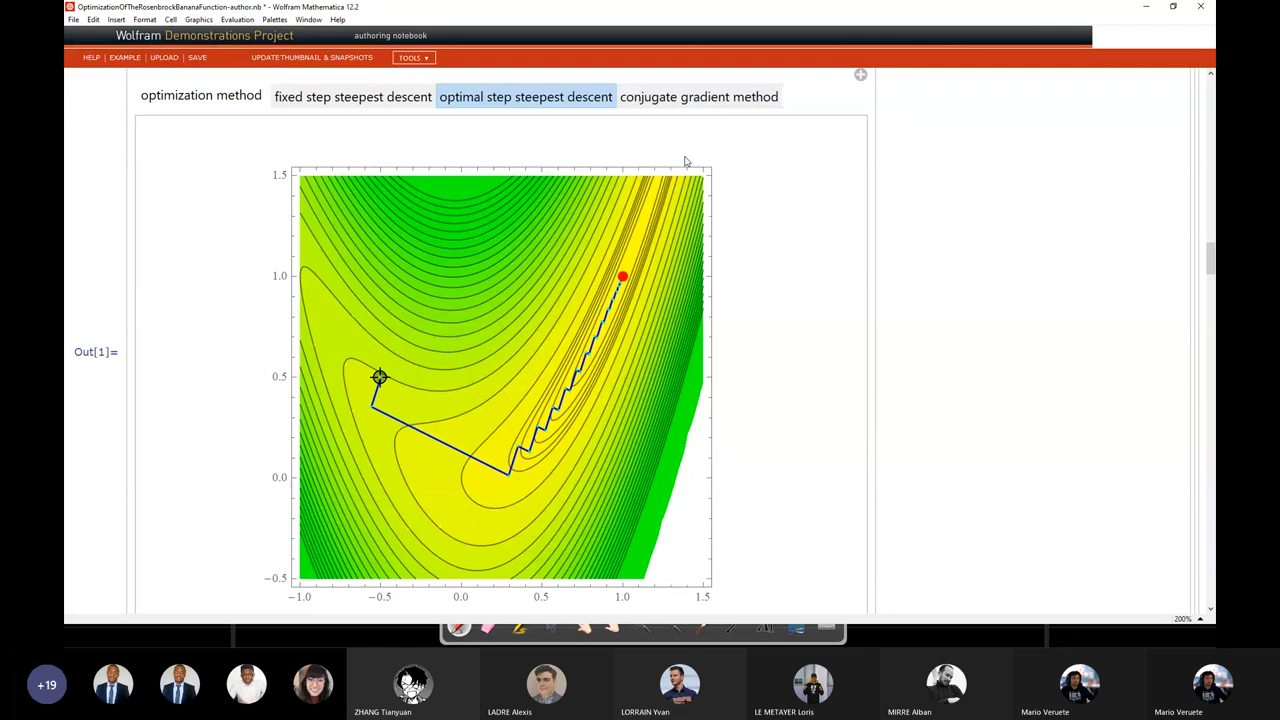 OptimizationOfTheRosenbrockBananaFunction-author.nb * - Wolfram Mathematica 12.2
File Edit Insert Format Cell Graphics Evaluation Palettes Window Help
Wolfram Demonstrations Project authoring notebook
HELP | EXAMPLE | UPLOAD | SAVE UPDATE THUMBNAIL & SNAPSHOTS TOOLS ▾
optimization method fixed step steepest descent optimal step steepest descent conjugate gradient method
1.5
1.0
Out[1]=
0.5
0.0
-0.5
-1.0 -0.5 0.0 0.5 1.0 1.5
200%
+19
ZHANG Tianyuan LADRE Alexis LORRAIN Yvan LE METAYER Loris MIRRE Alban Mario Veruete Mario Veruete